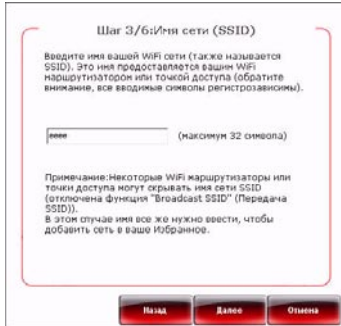 Шаг 3/6:Имя сети (SSID)
Введите имя вашей WiFi сети (также называется
SSID). Это имя предоставляется вашим WiFi
маршрутизатором или точкой доступа (обратите
внимание, все вводимые символы регистрозависимы).
eeee (максимум 32 символа)
Примечание:Некоторые WiFi маршрутизаторы или
точки доступа могут скрывать имя сети SSID
(отключена функция "Broadcast SSID" (Передача
SSID)).
В этом случае имя все же нужно ввести, чтобы
добавить сеть в ваше Избранное.
Назад Далее Отмена